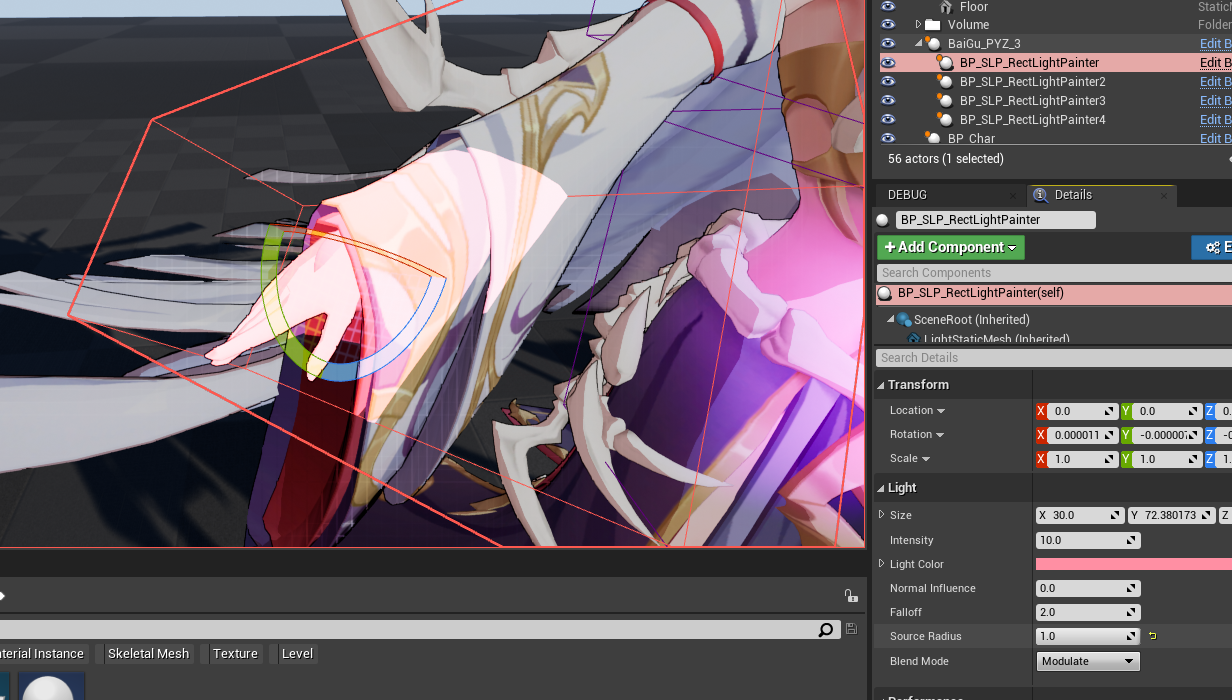 Floor
Static
Volume
Folder
BaiGu_PYZ_3
Edit B
BP_SLP_RectLightPainter
Edit B
BP_SLP_RectLightPainter2
Edit B
BP_SLP_RectLightPainter3
Edit B
BP_SLP_RectLightPainter4
Edit B
BP_Char
Edit B
56 actors (1 selected)
DEBUG
Details
BP_SLP_RectLightPainter
+Add Component
E
Search Components
BP_SLP_RectLightPainter(self)
SceneRoot (Inherited)
LightStaticMesh (Inherited)
Search Details
Transform
Location
X 0.0
Y 0.0
Z 0.
Rotation
X 0.000011
Y -0.000007
Z -0
Scale
X 1.0
Y 1.0
Z 1.
Light
Size
X 30.0
Y 72.380173
Z
Intensity
10.0
Light Color
Normal Influence
0.0
Falloff
2.0
Source Radius
1.0
Blend Mode
Modulate
terial Instance
Skeletal Mesh
Texture
Level